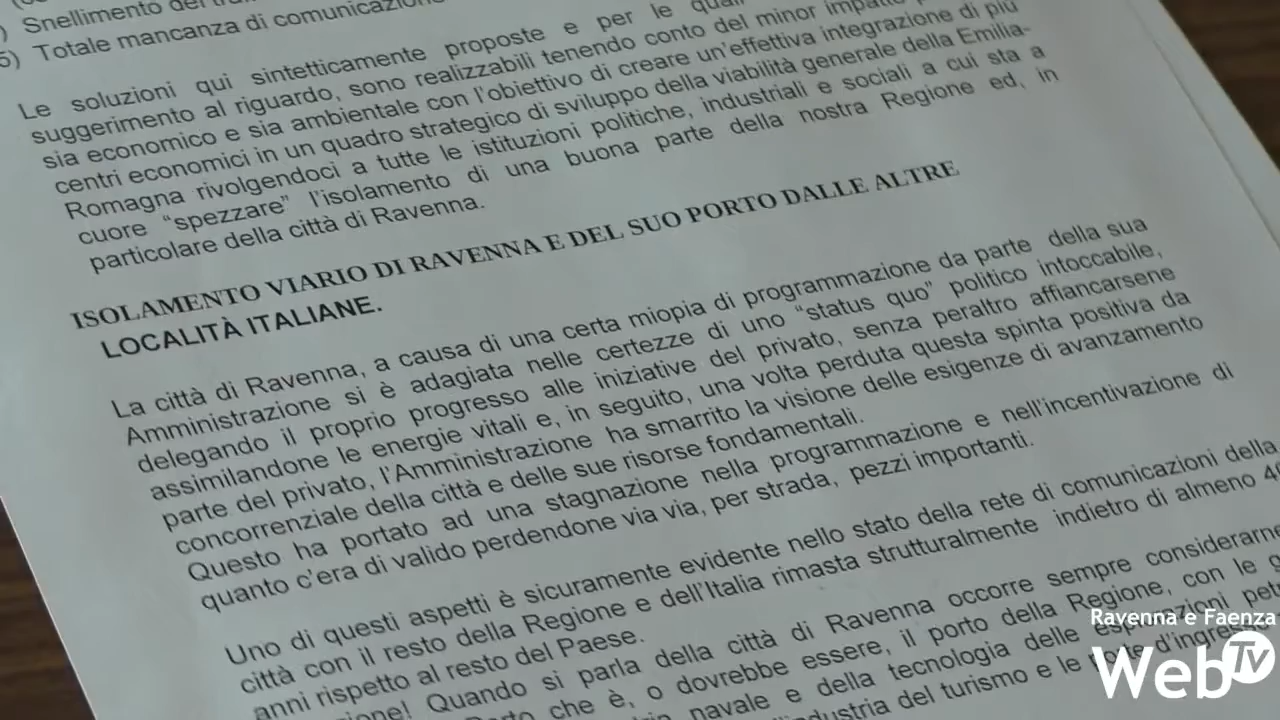 ) Snellimento del
5) Totale mancanza di comunicazione
Le soluzioni qui sintetticamente proposte e per le quali
suggerimento al riguardo, sono realizzabili tenendo conto del minor impatto
sia economico e sia ambientale con l'obiettivo di creare un'effettiva integrazione di più
centri economici in un quadro strategico di sviluppo della viabilità generale della Emilia-
Romagna rivolgendoci a tutte le istituzioni politiche, industriali e sociali a cui sta a
cuore "spezzare" l'isolamento di una buona parte della nostra Regione ed, in
particolare della città di Ravenna.
ISOLAMENTO VIARIO DI RAVENNA E DEL SUO PORTO DALLE ALTRE
LOCALITÀ ITALIANE.
La città di Ravenna, a causa di una certa miopia di programmazione da parte della sua
Amministrazione si è adagiata nelle certezze di uno "status quo" politico intoccabile,
delegando il proprio progresso alle iniziative del privato, senza peraltro affiancarsene
assimilandone le energie vitali e, in seguito, una volta perduta questa spinta positiva da
parte del privato, l'Amministrazione ha smarrito la visione delle esigenze di avanzamento
concorrenziale della città e delle sue risorse fondamentali.
Questo ha portato ad una stagnazione nella programmazione e nell'incentivazione di
quanto c'era di valido perdendone via via, per strada, pezzi importanti.
Uno di questi aspetti è sicuramente evidente nello stato della rete di comunicazioni della
città con il resto della Regione e dell'Italia rimasta strutturalmente indietro di almeno
anni rispetto al resto del Paese.
Quando si parla della città di Ravenna occorre sempre considerarne
Porto che è, o dovrebbe essere, il porto della Regione, con le
navale e della tecnologia delle esplorazioni
del turismo e le
Ravenna e Faenza
WebTV